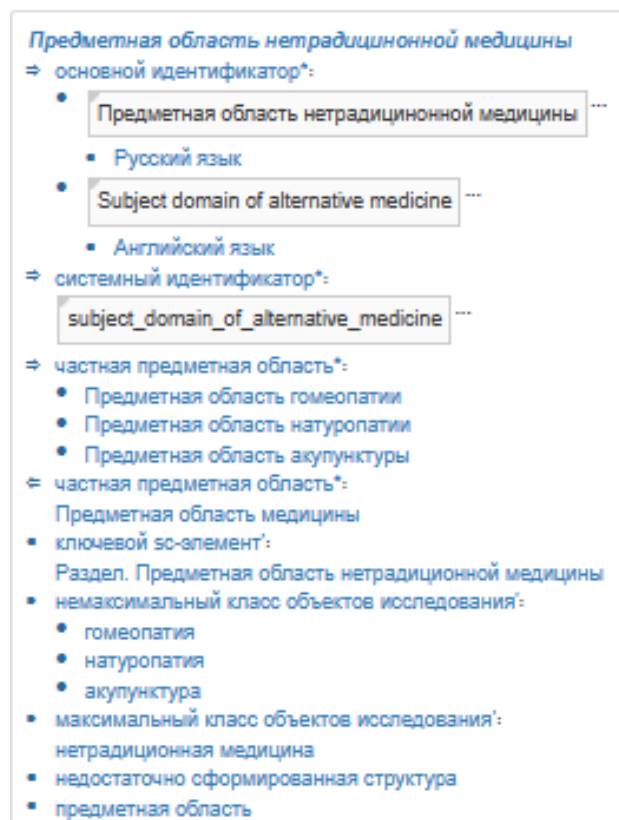 Предметная область нетрадицинонной медицины
⇒ основной идентификатор*:
• Предметная область нетрадицинонной медицины ...
▪ Русский язык
• Subject domain of alternative medicine ...
▪ Английский язык
⇒ системный идентификатор*:
subject_domain_of_alternative_medicine ...
⇒ частная предметная область*:
• Предметная область гомеопатии
• Предметная область натуропатии
• Предметная область акупунктуры
⇐ частная предметная область*:
Предметная область медицины
▪ ключевой sc-элемент':
Раздел. Предметная область нетрадиционной медицины
▪ немаксимальный класс объектов исследования':
• гомеопатия
• натуропатия
• акупунктура
▪ максимальный класс объектов исследования':
нетрадиционная медицина
▪ недостаточно сформированная структура
▪ предметная область